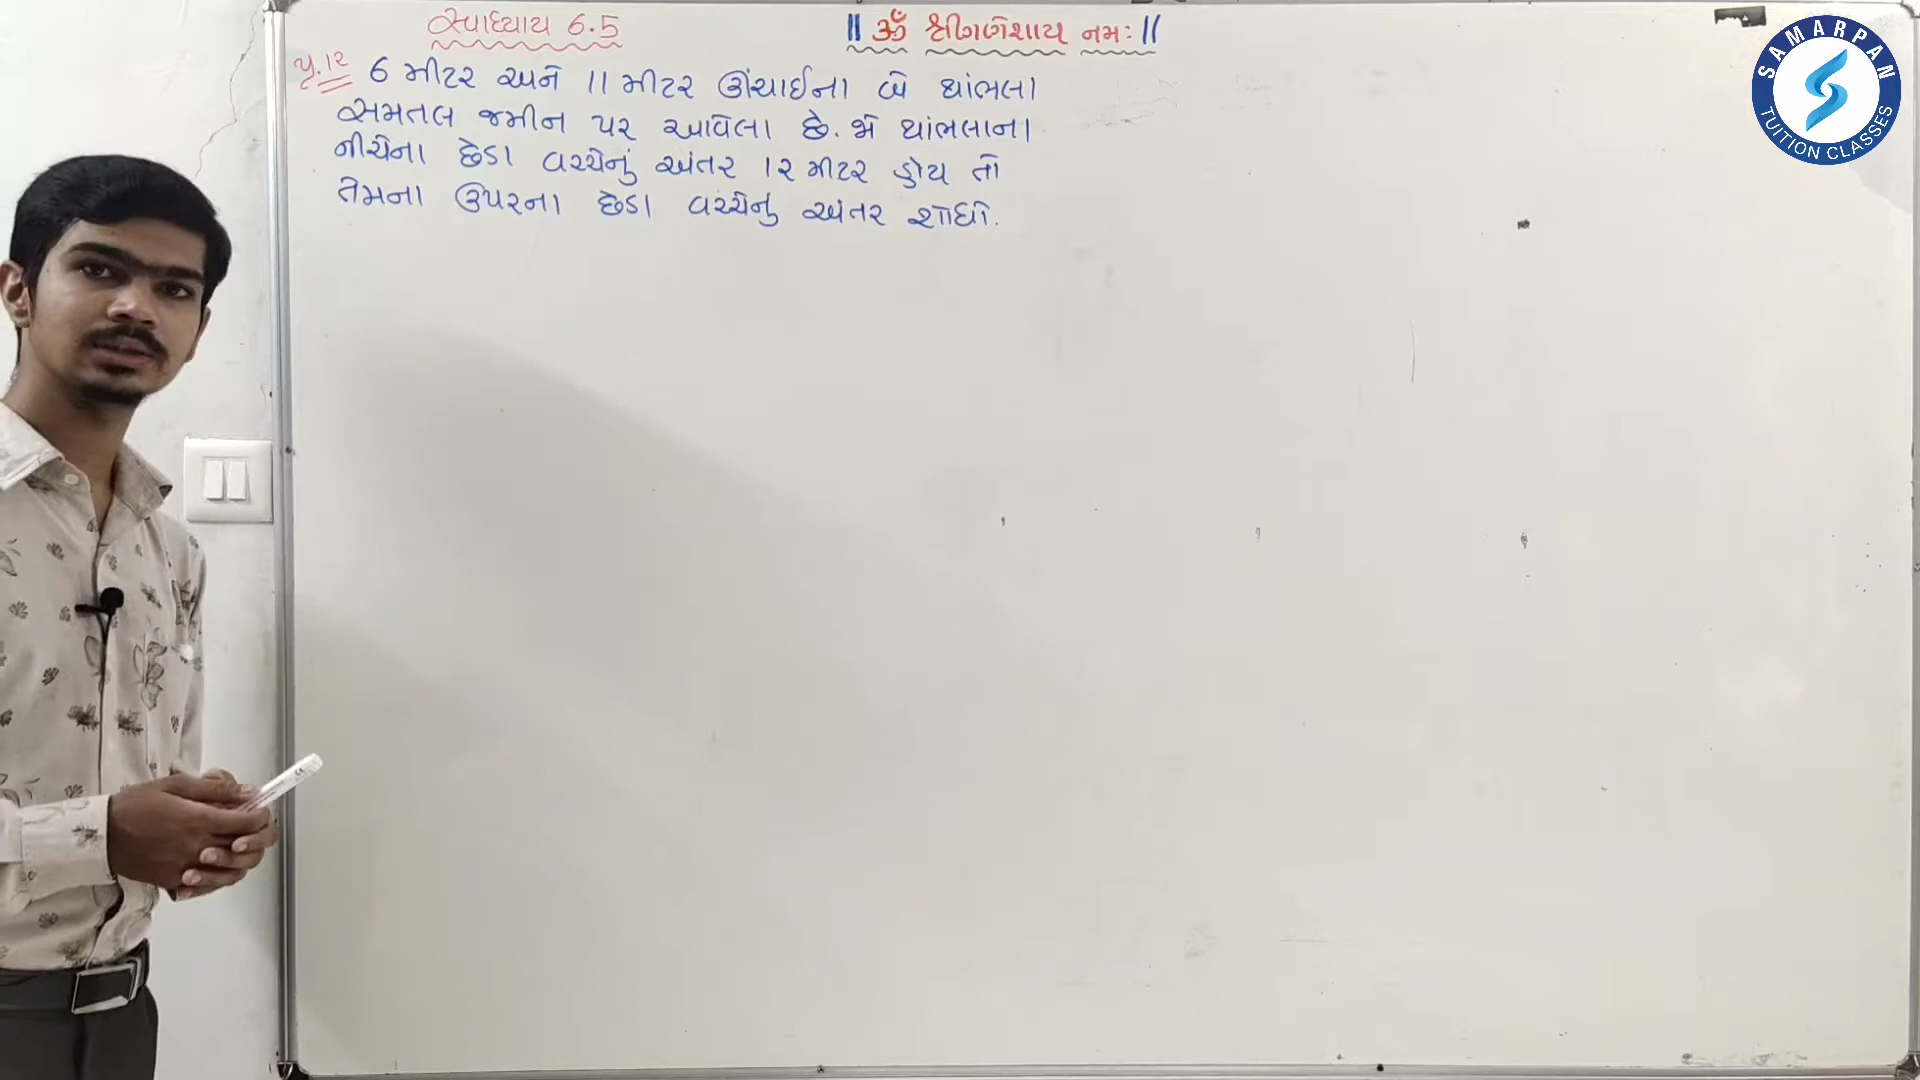 સ્વાધ્યાય 6.5
|| ॐ શ્રી ગણેશાય નમઃ ||
પ્ર.12 6 મીટર અને 11 મીટર ઊંચાઈના બે થાંભલા
સમતલ જમીન પર આવેલા છે. જો થાંભલાના
નીચેના છેડા વચ્ચેનું અંતર 12 મીટર હોય તો
તેમના ઉપરના છેડા વચ્ચેનું અંતર શોધો.
SAMARPAN
TUITION CLASSES